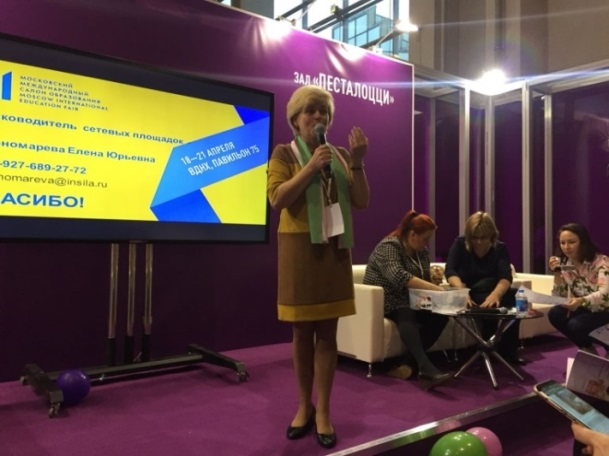 МОСКОВСКИЙ
МЕЖДУНАРОДНЫЙ
САЛОН ОБРАЗОВАНИЯ
MOSCOW INTERNATIONAL
EDUCATION FAIR
ководитель сетевых площадок
номарева Елена Юрьевна
-927-689-27-72
nomareva@insila.ru
АСИБО!
18—21 АПРЕЛЯ
ВДНХ, ПАВИЛЬОН 75
ЗАЛ «ПЕСТАЛОЦЦИ»